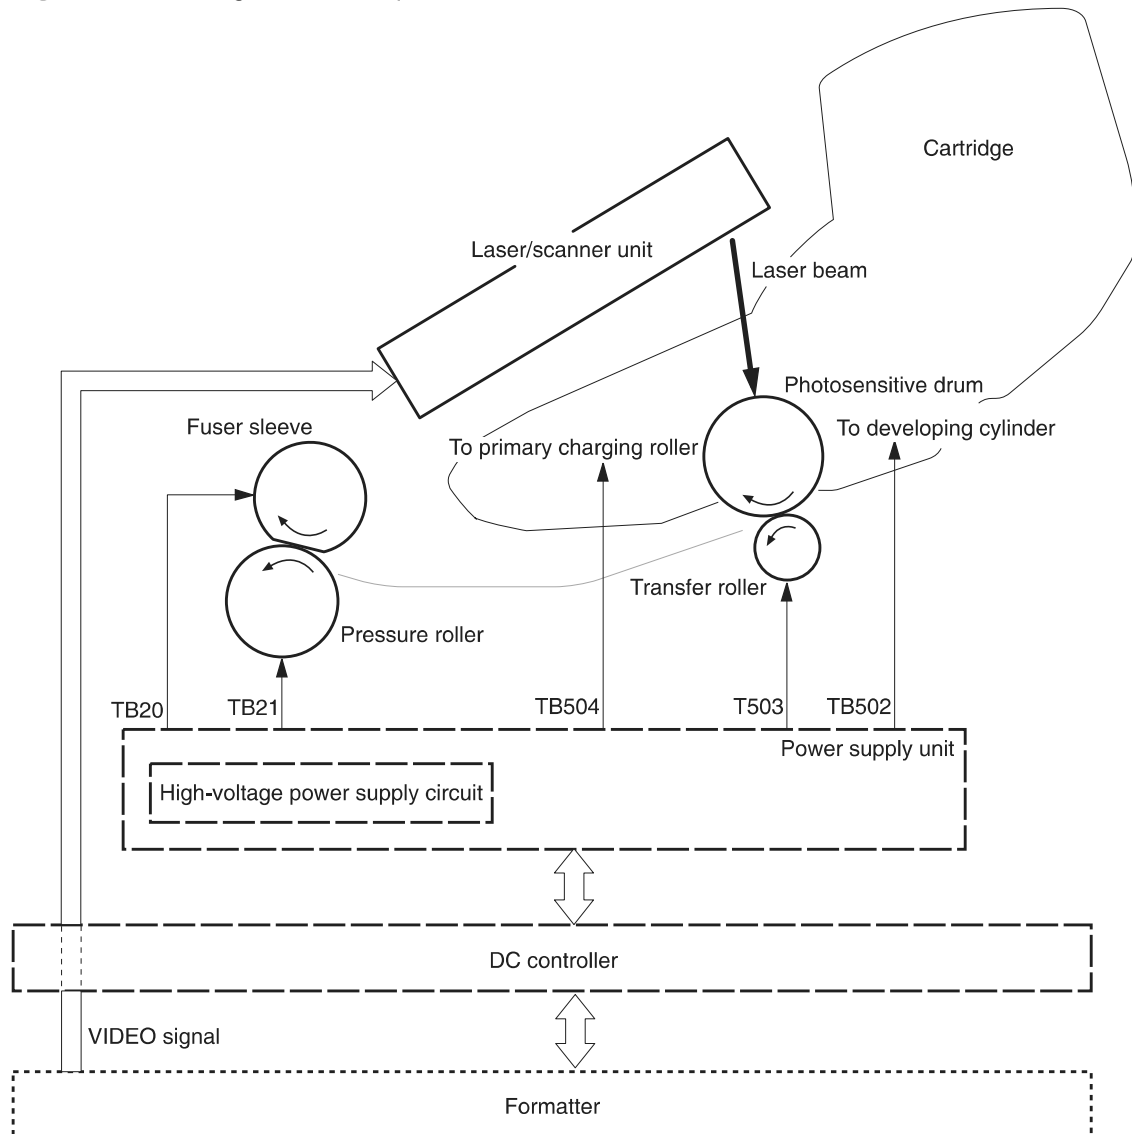 Cartridge
Laser/scanner unit
Laser beam
Photosensitive drum
Fuser sleeve
To developing cylinder
To primary charging roller
Transfer roller
Pressure roller
TB20
TB21
TB504
T503
TB502
Power supply unit
High-voltage power supply circuit
DC controller
VIDEO signal
Formatter